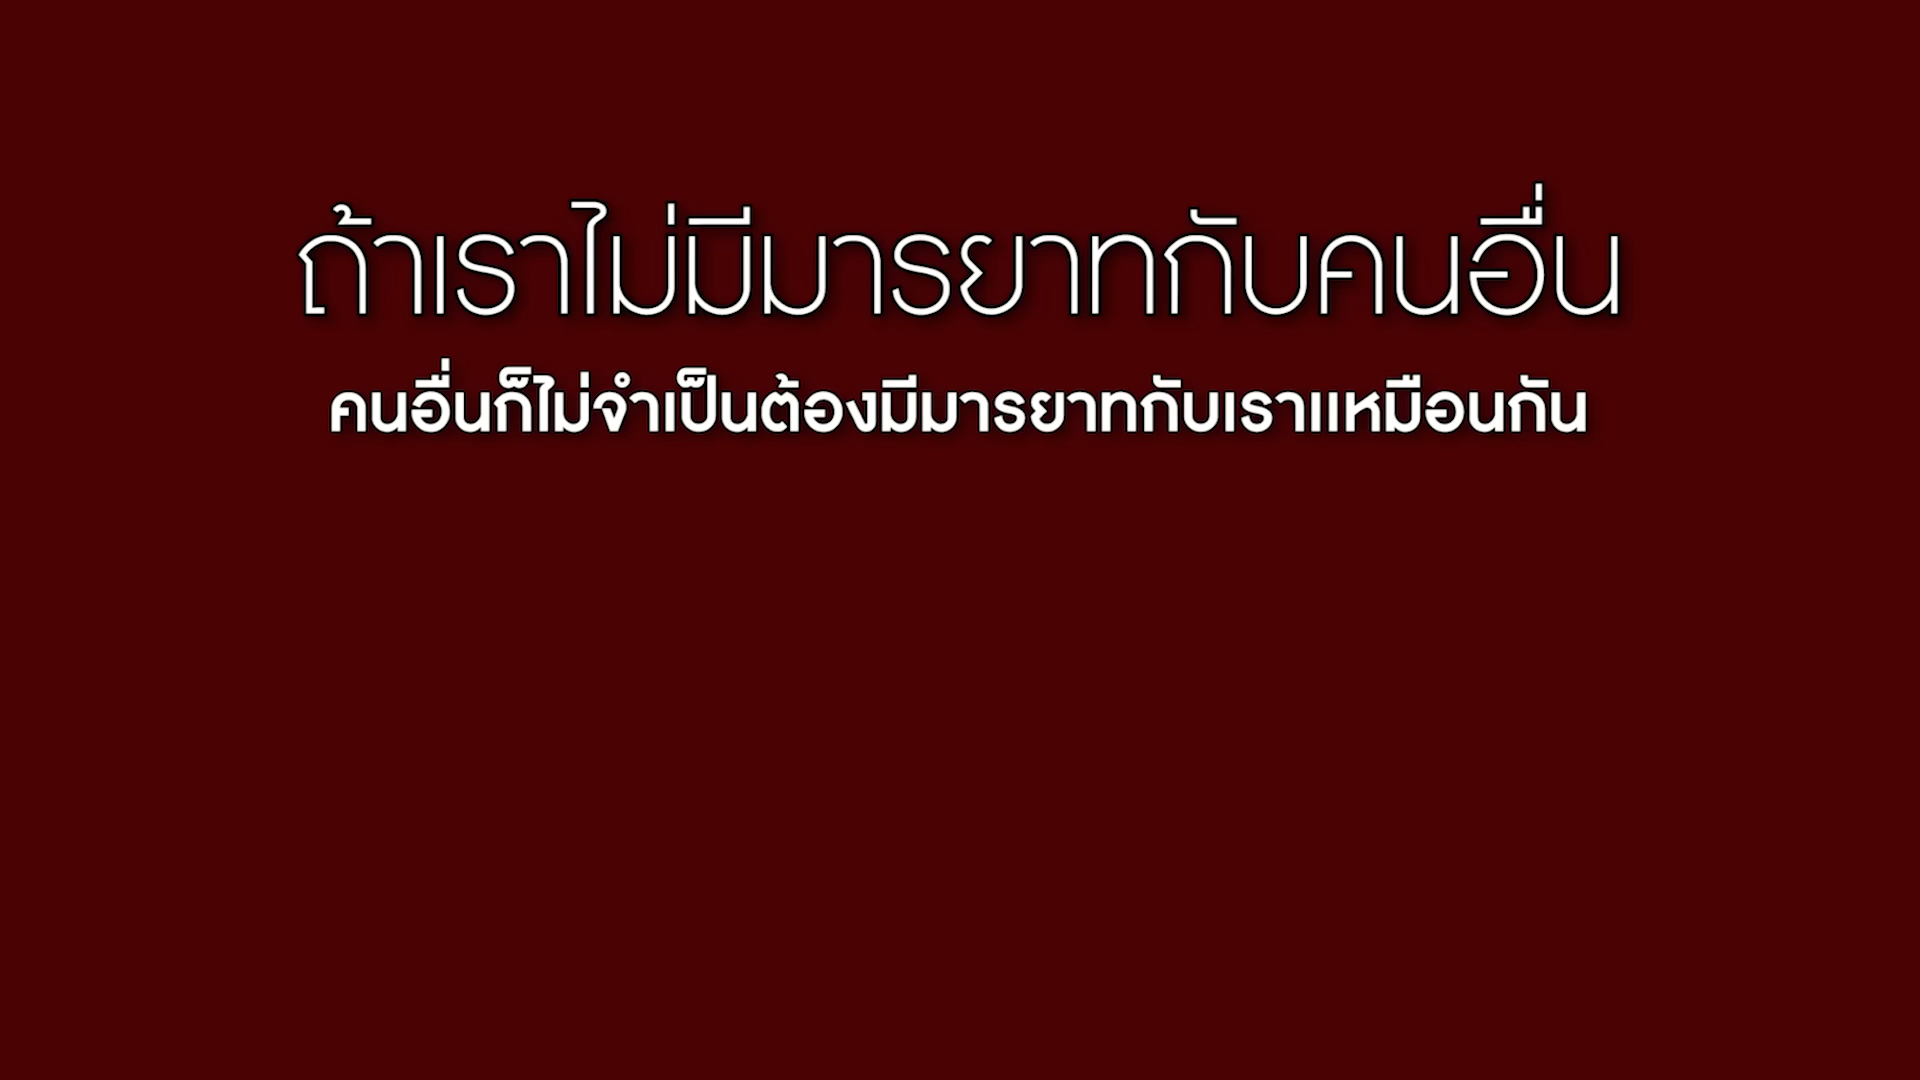 ถ้าเราไม่มีมารยาทกับคนอื่น
คนอื่นก็ไม่จำเป็นต้องมีมารยาทกับเราแหมือนกัน